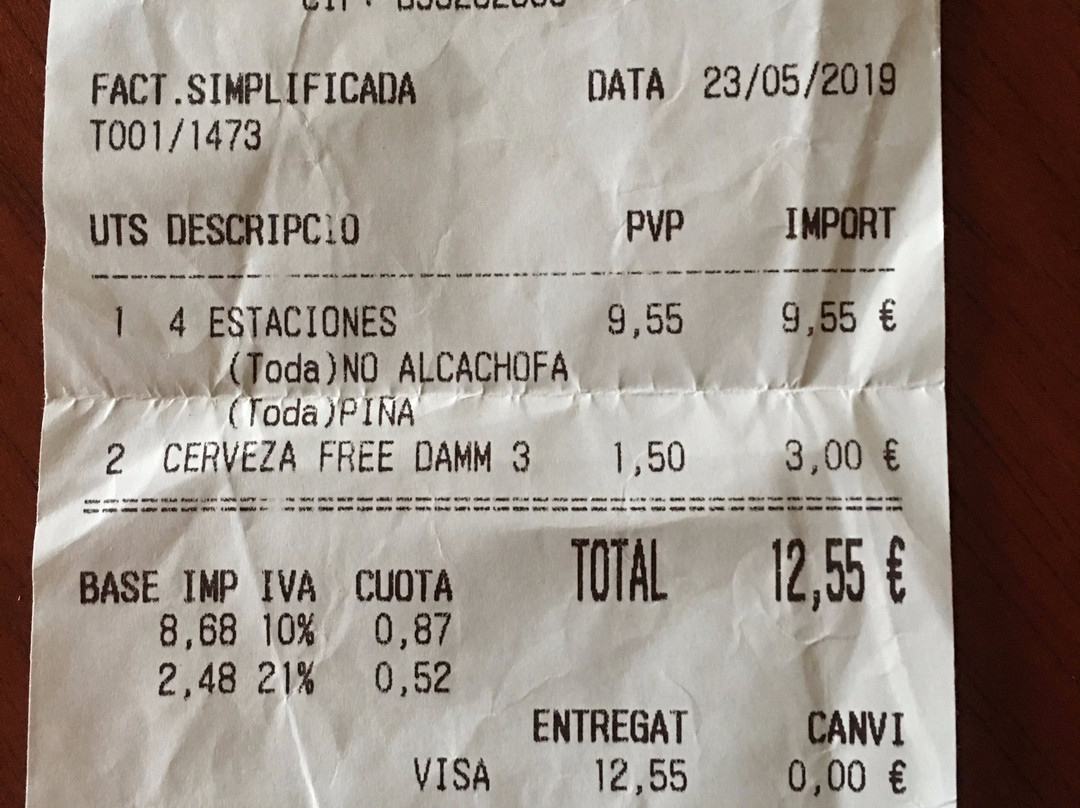 FACT.SIMPLIFICADA DATA 23/05/2019
T001/1473
UTS DESCRIPCIO PVP IMPORT
1 4 ESTACIONES 9,55 9,55 €
(Toda)NO ALCACHOFA
(Toda)PIÑA
2 CERVEZA FREE DAMM 3 1,50 3,00 €
TOTAL 12,55 €
BASE IMP IVA CUOTA
8,68 10% 0,87
2,48 21% 0,52
ENTREGAT CANVI
VISA 12,55 0,00 €